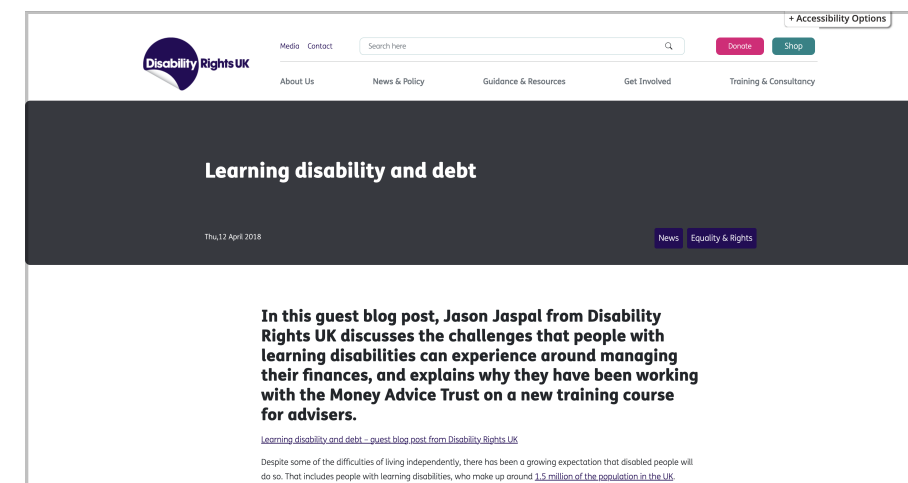 + Accessibility Options
Media Contact
Search here
Donate
Shop
Disability Rights UK
About Us
News & Policy
Guidance & Resources
Get Involved
Training & Consultancy
Learning disability and debt
Thu,12 April 2018
News
Equality & Rights
In this guest blog post, Jason Jaspal from Disability
Rights UK discusses the challenges that people with
learning disabilities can experience around managing
their finances, and explains why they have been working
with the Money Advice Trust on a new training course
for advisers.
Learning disability and debt – guest blog post from Disability Rights UK
Despite some of the difficulties of living independently, there has been a growing expectation that disabled people will
do so. That includes people with learning disabilities, who make up around 1.5 million of the population in the UK.